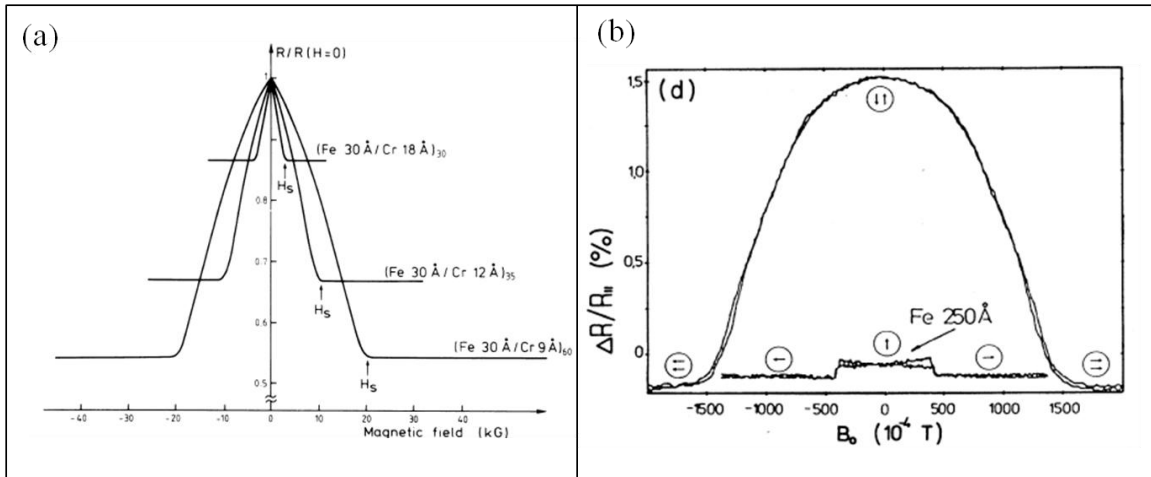 (a)
R/R(H=0)
1
(Fe 30 Å/Cr 18 Å)30
Hs
0.8
0.7
(Fe 30 Å/Cr 12 Å)35
Hs
0.6
(Fe 30 Å/Cr 9 Å)60
Hs
0.5
-40 -30 -20 -10 0 10 20 30 40
Magnetic field (kG)
(b)
(d)
1,5
↓↑
1,0
ΔR/R_II (%)
0,5
Fe 250 Å
0
←
←
←
↑
→
→
→
-1500 -1000 -500 0 500 1000 1500
B₀ (10⁻⁴ T)